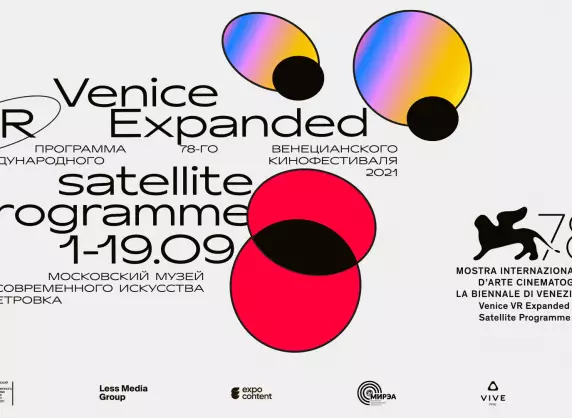 Venice
R Expanded
ПРОГРАММА 78-ГО ВЕНЕЦИАНСКОГО
ДУНАРОДНОГО КИНОФЕСТИВАЛЯ
2021
satellite
rogramme
1-19.09
МОСКОВСКИЙ МУЗЕЙ
СОВРЕМЕННОГО ИСКУССТВА
ЕТРОВКА
78
MOSTRA INTERNAZIONA
D'ARTE CINEMATOG
LA BIENNALE DI VENEZI
Venice VR Expanded
Satellite Programme
Less Media
Group
expo
content
МИРЭА
VIVE